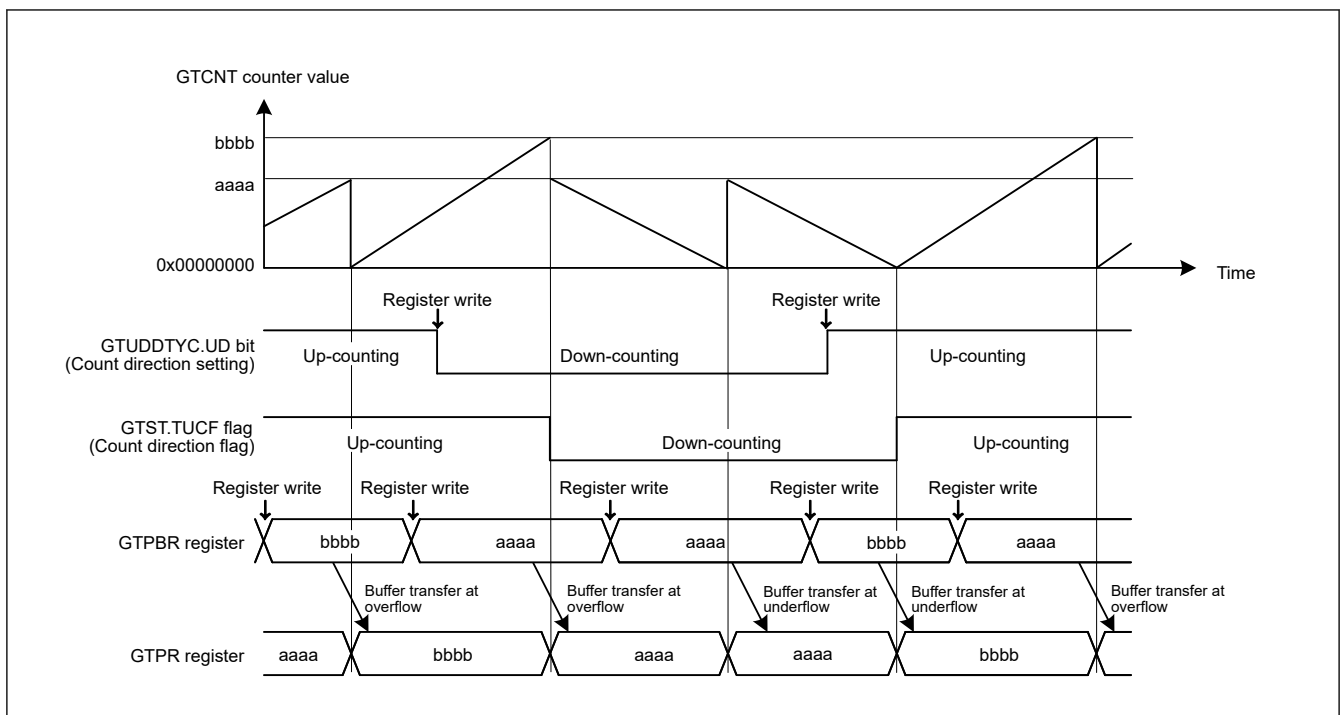 GTCNT counter value
bbbb
aaaa
0x00000000
Time
Register write
Register write
GTUDDTYC.UD bit
(Count direction setting)
Up-counting
Down-counting
Up-counting
GTST.TUCF flag
(Count direction flag)
Up-counting
Down-counting
Up-counting
Register write
Register write
Register write
Register write
Register write
GTPBR register
bbbb
aaaa
aaaa
bbbb
aaaa
Buffer transfer at
overflow
Buffer transfer at
overflow
Buffer transfer at
underflow
Buffer transfer at
underflow
Buffer transfer at
overflow
GTPR register
aaaa
bbbb
aaaa
aaaa
bbbb